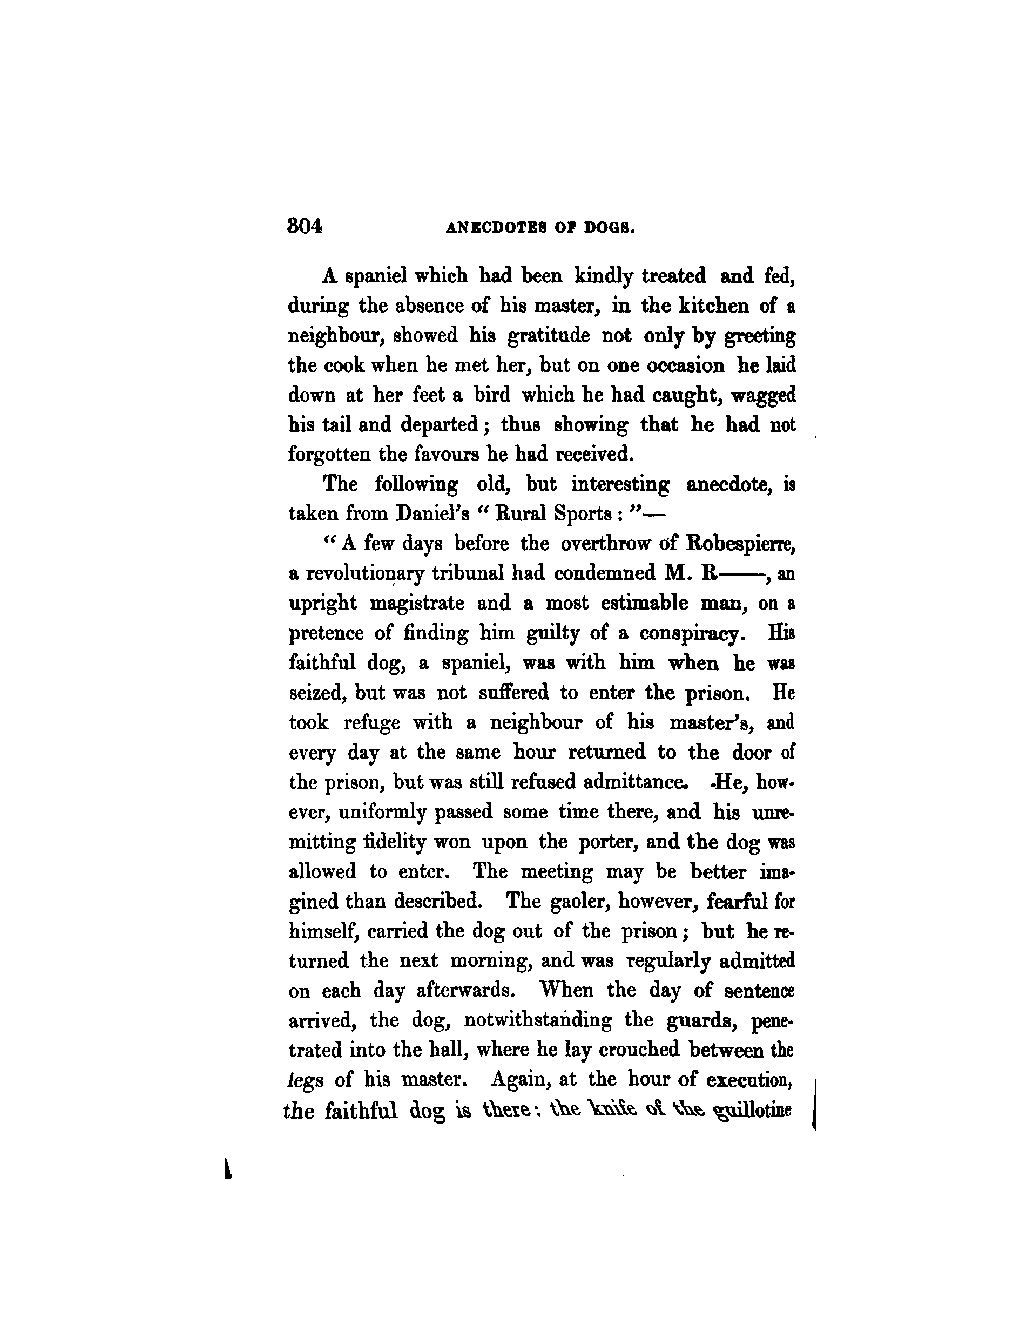 304 ANECDOTES OF DOGS.
A spaniel which had been kindly treated and fed,
during the absence of his master, in the kitchen of a
neighbour, showed his gratitude not only by greeting
the cook when he met her, but on one occasion he laid
down at her feet a bird which he had caught, wagged
his tail and departed; thus showing that he had not
forgotten the favours he had received.
The following old, but interesting anecdote, is
taken from Daniel's “ Rural Sports : ”—
“ A few days before the overthrow of Robespierre,
a revolutionary tribunal had condemned M. R——, an
upright magistrate and a most estimable man, on a
pretence of finding him guilty of a conspiracy. His
faithful dog, a spaniel, was with him when he was
seized, but was not suffered to enter the prison. He
took refuge with a neighbour of his master's, and
every day at the same hour returned to the door of
the prison, but was still refused admittance. He, how-
ever, uniformly passed some time there, and his unre-
mitting fidelity won upon the porter, and the dog was
allowed to enter. The meeting may be better ima-
gined than described. The gaoler, however, fearful for
himself, carried the dog out of the prison; but he re-
turned the next morning, and was regularly admitted
on each day afterwards. When the day of sentence
arrived, the dog, notwithstanding the guards, pene-
trated into the hall, where he lay crouched between the
legs of his master. Again, at the hour of execution,
the faithful dog is there; the knife of the guillotine